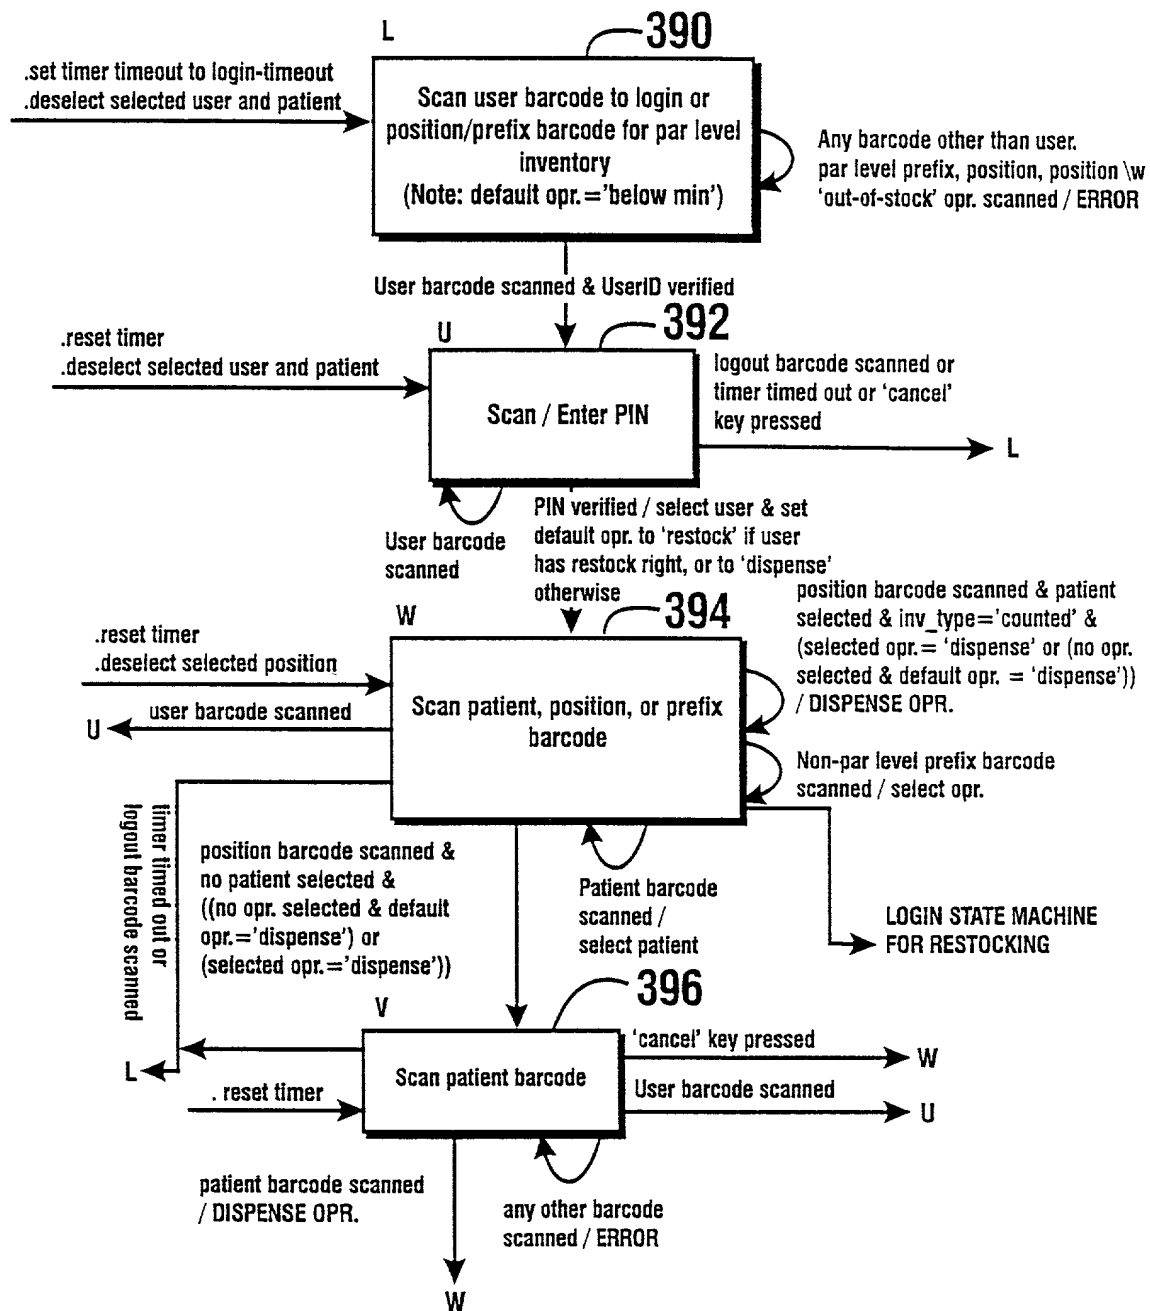 L
390
.set timer timeout to login-timeout
.deselect selected user and patient
Scan user barcode to login or
position/prefix barcode for par level
inventory
(Note: default opr.='below min')
Any barcode other than user.
par level prefix, position, position \w
'out-of-stock' opr. scanned / ERROR
User barcode scanned & UserID verified
U
392
.reset timer
.deselect selected user and patient
Scan / Enter PIN
logout barcode scanned or
timer timed out or 'cancel'
key pressed
L
User barcode
scanned
PIN verified / select user & set
default opr. to 'restock' if user
has restock right, or to 'dispense'
otherwise
W
394
.reset timer
.deselect selected position
Scan patient, position, or prefix
barcode
position barcode scanned & patient
selected & inv_type='counted' &
(selected opr.= 'dispense' or (no opr.
selected & default opr. = 'dispense'))
/ DISPENSE OPR.
user barcode scanned
U
Non-par level prefix barcode
scanned / select opr.
timer timed out or
logout barcode scanned
position barcode scanned &
no patient selected &
((no opr. selected & default
opr.='dispense') or
(selected opr.='dispense'))
Patient barcode
scanned /
select patient
LOGIN STATE MACHINE
FOR RESTOCKING
V
396
L
Scan patient barcode
'cancel' key pressed
W
. reset timer
User barcode scanned
U
patient barcode scanned
/ DISPENSE OPR.
any other barcode
scanned / ERROR
W